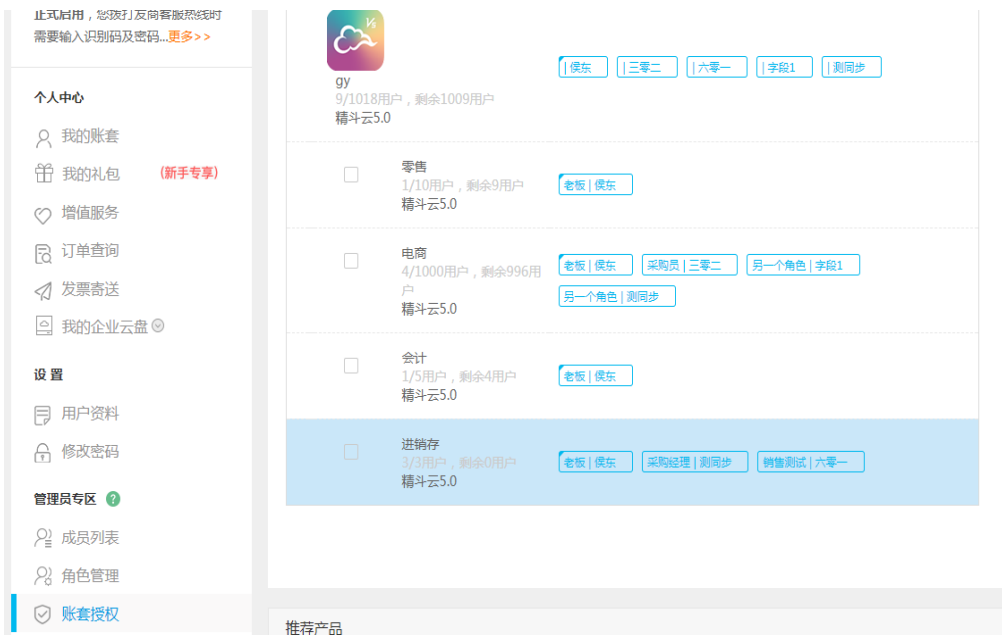 正式启用，您拨打友商客服热线时
需要输入识别码及密码...更多>>
个人中心
我的账套
我的礼包 (新手专享)
增值服务
订单查询
发票寄送
我的企业云盘
设 置
用户资料
修改密码
管理员专区 ?
成员列表
角色管理
账套授权
V5
gy
9/1018用户，剩余1009用户
精斗云5.0
| 侯东 | 三零二 | 六零一 | 字段1 | 测同步
零售
1/10用户，剩余9用户
精斗云5.0
老板 | 侯东
电商
4/1000用户，剩余996用
户
精斗云5.0
老板 | 侯东 采购员 | 三零二 另一个角色 | 字段1
另一个角色 | 测同步
会计
1/5用户，剩余4用户
精斗云5.0
老板 | 侯东
进销存
3/3用户，剩余0用户
精斗云5.0
老板 | 侯东 采购经理 | 测同步 销售测试 | 六零一
推荐产品